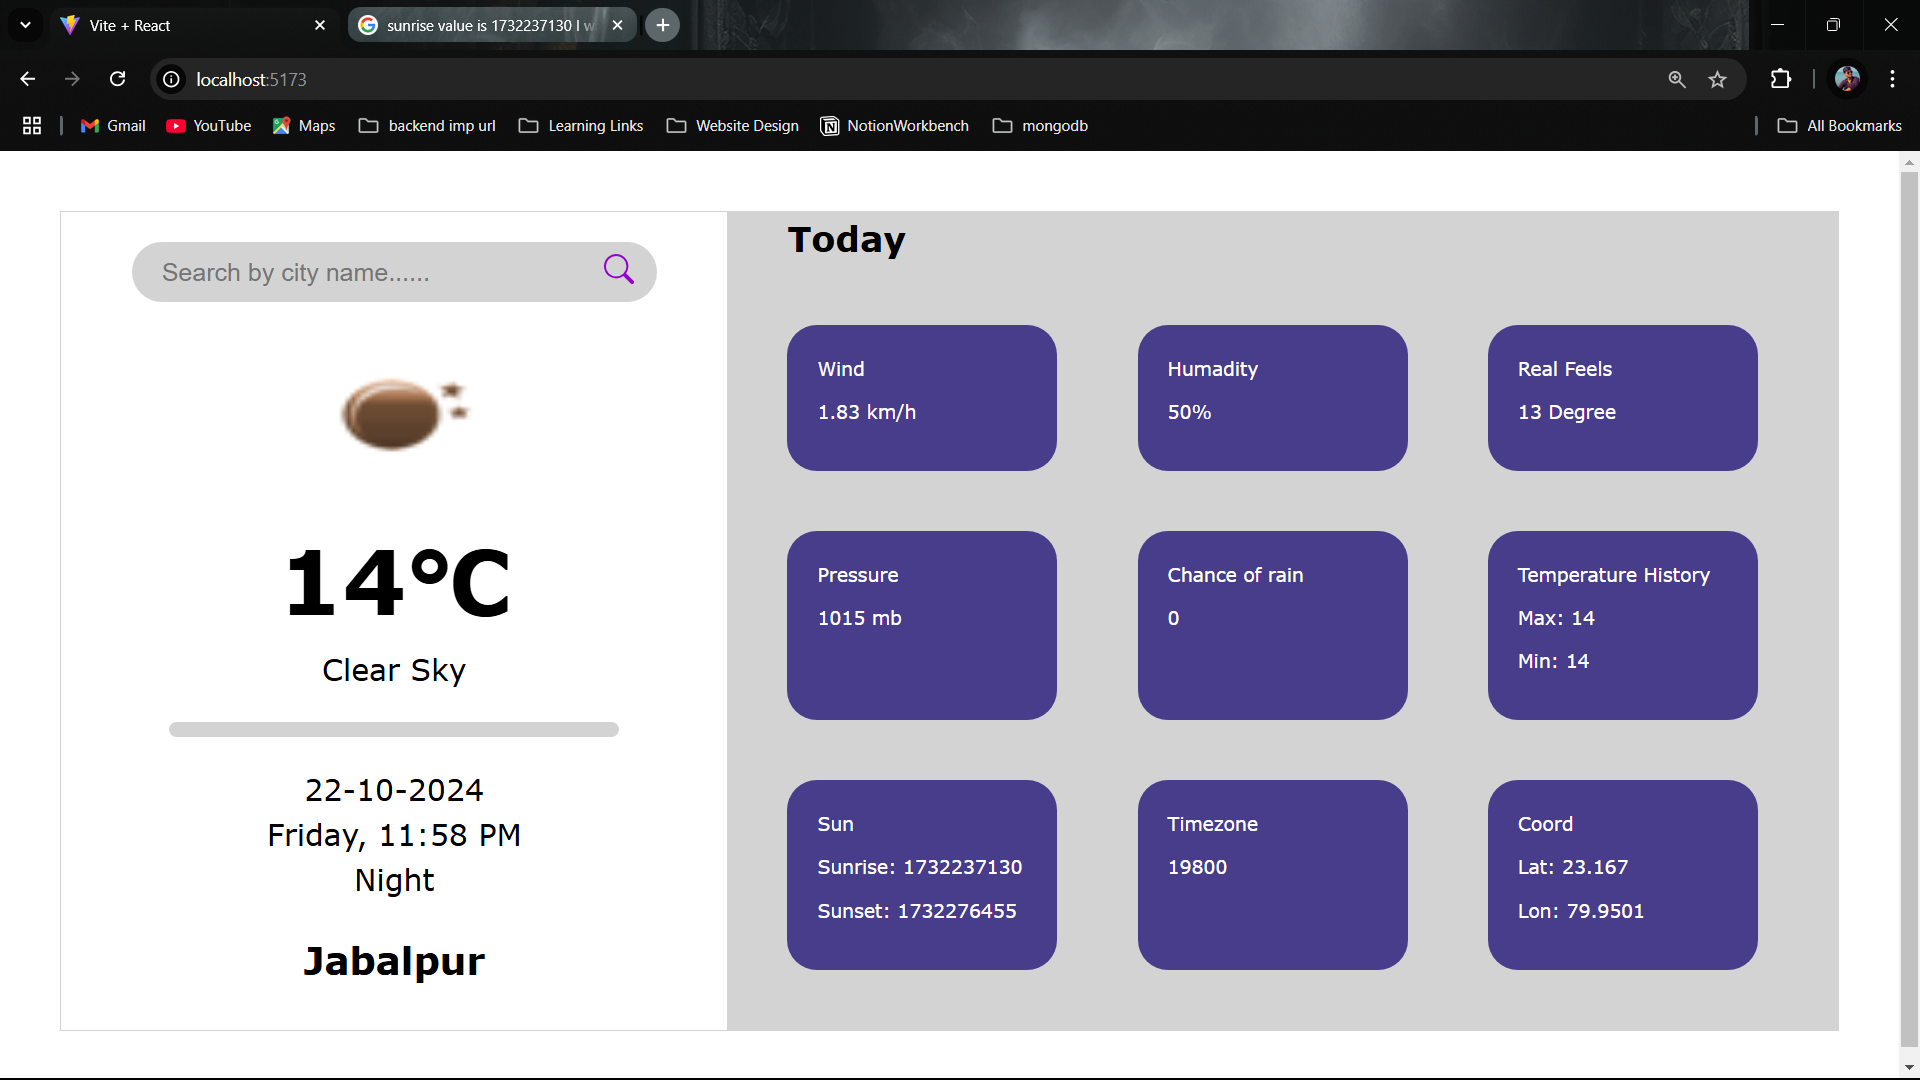 Vite + React
sunrise value is 1732237130 I w
localhost:5173
Gmail
YouTube
Maps
backend imp url
Learning Links
Website Design
NotionWorkbench
mongodb
All Bookmarks
Search by city name......
14°C
Clear Sky
22-10-2024
Friday, 11:58 PM
Night
Jabalpur
Today
Wind
1.83 km/h
Humadity
50%
Real Feels
13 Degree
Pressure
1015 mb
Chance of rain
0
Temperature History
Max: 14
Min: 14
Sun
Sunrise: 1732237130
Sunset: 1732276455
Timezone
19800
Coord
Lat: 23.167
Lon: 79.9501